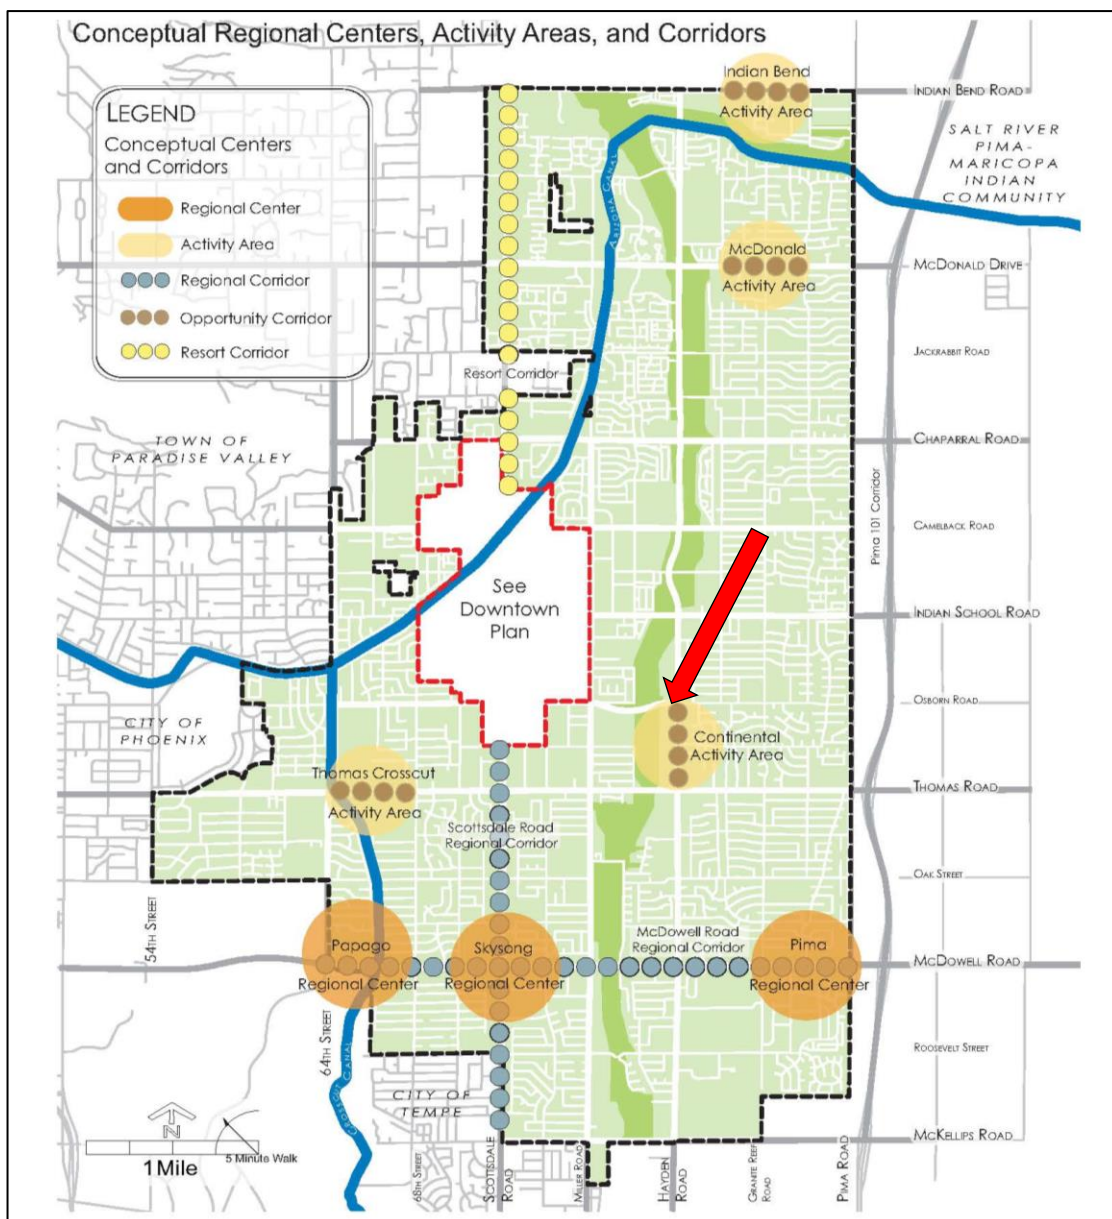 Conceptual Regional Centers, Activity Areas, and Corridors
LEGEND
Conceptual Centers
and Corridors
Regional Center
Activity Area
Regional Corridor
Opportunity Corridor
Resort Corridor
Indian Bend
Activity Area
INDIAN BEND ROAD
SALT RIVER
PIMA-
MARICOPA
INDIAN
COMMUNITY
ARIZONA CANAL
McDonald
Activity Area
McDONALD DRIVE
JACKRABBIT ROAD
Resort Corridor
TOWN OF
PARADISE VALLEY
CHAPARRAL ROAD
Pima 101 Corridor
CAMELBACK ROAD
See
Downtown
Plan
INDIAN SCHOOL ROAD
OSBORN ROAD
CITY OF
PHOENIX
Continental
Activity Area
Thomas Crosscut
Activity Area
THOMAS ROAD
Scottsdale Road
Regional Corridor
OAK STREET
54TH STREET
Papago
Regional Center
Skysong
Regional Center
McDowell Road
Regional Corridor
Pima
Regional Center
McDOWELL ROAD
64TH STREET
ROOSEVELT STREET
CROSSCUT CANAL
CITY OF
TEMPE
N
1 Mile
5 Minute Walk
McKELLIPS ROAD
68TH STREET
SCOTTSDALE
ROAD
MILLER ROAD
HAYDEN
ROAD
GRANITE REEF
ROAD
PIMA ROAD